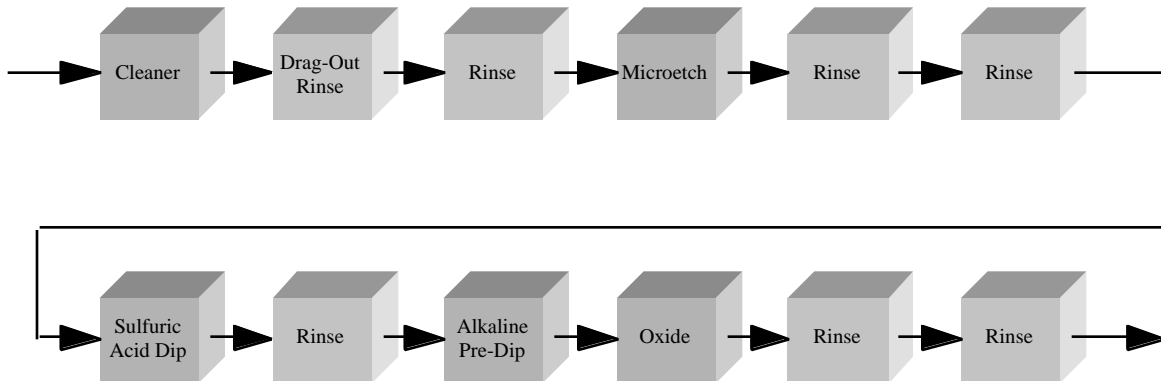 Cleaner
Drag-Out
Rinse
Rinse
Microetch
Rinse
Rinse
Sulfuric
Acid Dip
Rinse
Alkaline
Pre-Dip
Oxide
Rinse
Rinse